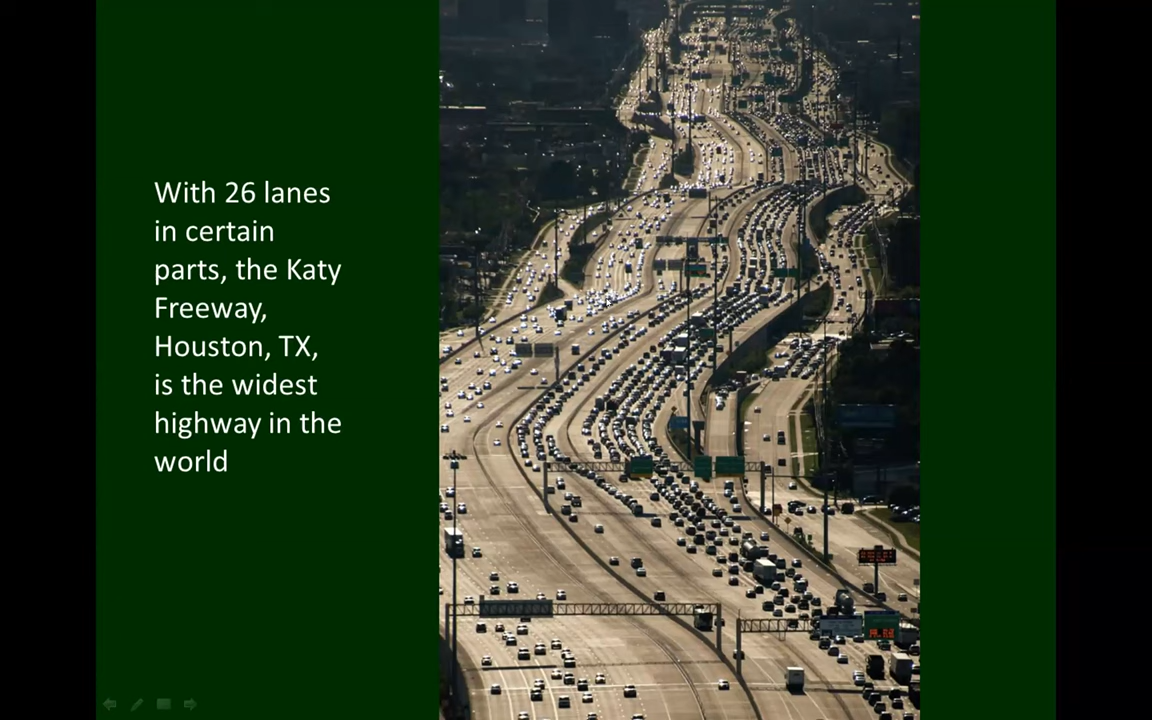 With 26 lanes
in certain
parts, the Katy
Freeway,
Houston, TX,
is the widest
highway in the
world